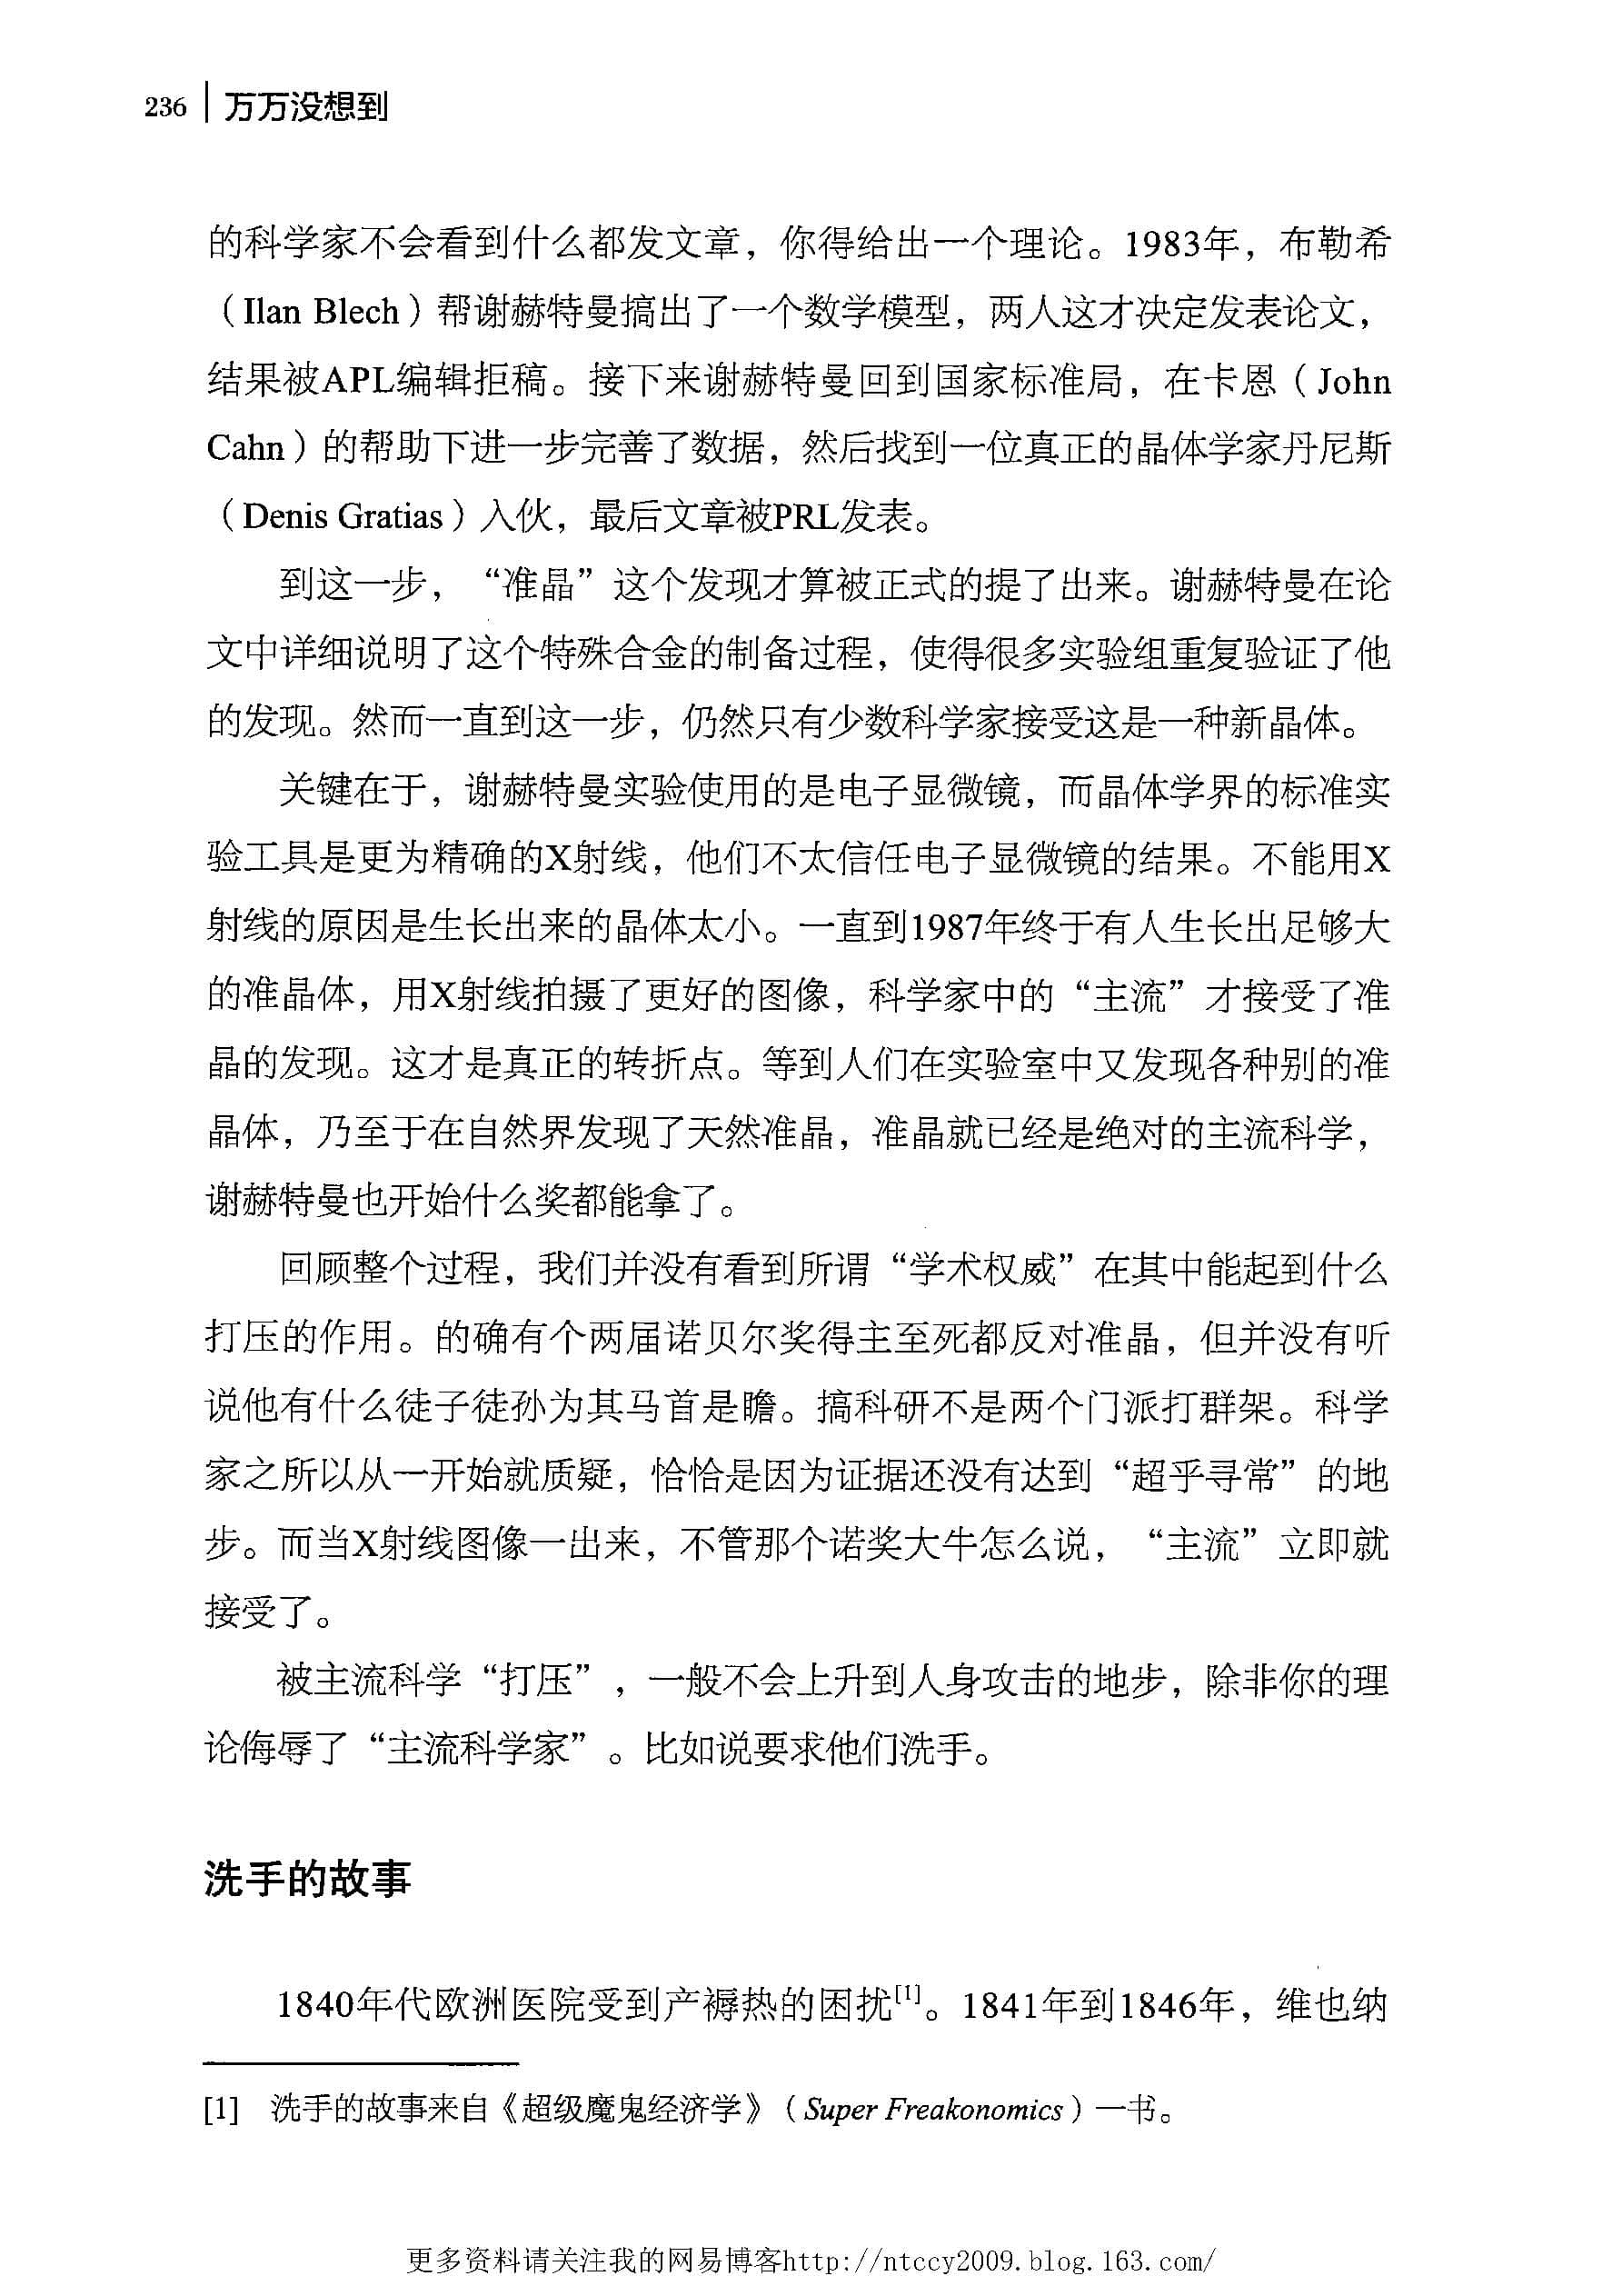 236 万万没想到
的科学家不会看到什么都发文章，你得给出一个理论。1983年，布勒希
（Ilan Blech）帮谢赫特曼搞出了一个数学模型，两人这才决定发表论文，
结果被APL编辑拒稿。接下来谢赫特曼回到国家标准局，在卡恩（John
Cahn）的帮助下进一步完善了数据，然后找到一位真正的晶体学家丹尼斯
（Denis Gratias）入伙，最后文章被PRL发表。
到这一步，“准晶”这个发现才算被正式的提了出来。谢赫特曼在论
文中详细说明了这个特殊合金的制备过程，使得很多实验组重复验证了他
的发现。然而一直到这一步，仍然只有少数科学家接受这是一种新晶体。
关键在于，谢赫特曼实验使用的是电子显微镜，而晶体学界的标准实
验工具是更为精确的X射线，他们不太信任电子显微镜的结果。不能用X
射线的原因是生长出来的晶体太小。一直到1987年终于有人生长出足够大
的准晶体，用X射线拍摄了更好的图像，科学家中的“主流”才接受了准
晶的发现。这才是真正的转折点。等到人们在实验室中又发现各种别的准
晶体，乃至于在自然界发现了天然准晶，准晶就已经是绝对的主流科学，
谢赫特曼也开始什么奖都能拿了。
回顾整个过程，我们并没有看到所谓“学术权威”在其中能起到什么
打压的作用。的确有个两届诺贝尔奖得主至死都反对准晶，但并没有听
说他有什么徒子徒孙为其马首是瞻。搞科研不是两个门派打群架。科学
家之所以从一开始就质疑，恰恰是因为证据还没有达到“超乎寻常”的地
步。而当X射线图像一出来，不管那个诺奖大牛怎么说，“主流”立即就
接受了。
被主流科学“打压”，一般不会上升到人身攻击的地步，除非你的理
论侮辱了“主流科学家”。比如说要求他们洗手。
洗手的故事
1840年代欧洲医院受到产褥热的困扰[1]。1841年到1846年，维也纳
[1] 洗手的故事来自《超级魔鬼经济学》（Super Freakonomics）一书。
更多资料请关注我的网易博客http://ntccy2009.blog.163.com/